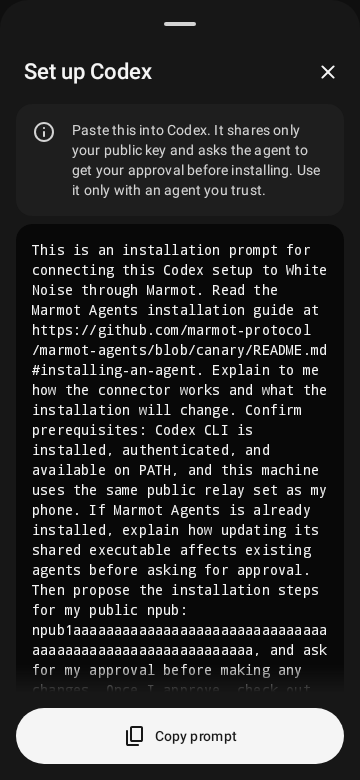 Set up Codex
Paste this into Codex. It shares only
your public key and asks the agent to
get your approval before installing. Use
it only with an agent you trust.
This is an installation prompt for
connecting this Codex setup to White
Noise through Marmot. Read the
Marmot Agents installation guide at
https://github.com/marmot-protocol
/marmot-agents/blob/canary/README.md
#installing-an-agent. Explain to me
how the connector works and what the
installation will change. Confirm
prerequisites: Codex CLI is
installed, authenticated, and
available on PATH, and this machine
uses the same public relay set as my
phone. If Marmot Agents is already
installed, explain how updating its
shared executable affects existing
agents before asking for approval.
Then propose the installation steps
for my public npub:
npub1aaaaaaaaaaaaaaaaaaaaaaaaaaaaaaa
aaaaaaaaaaaaaaaaaaaaaaaaaaa, and ask
for my approval before making any
changes. Once I approve, check out
Copy prompt